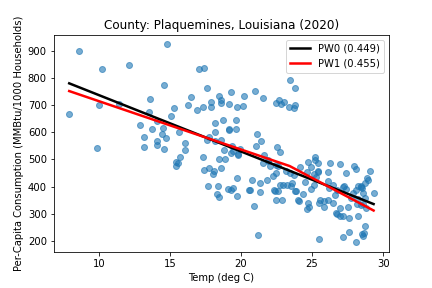 County: Plaquemines, Louisiana (2020)
Per-Capita Consumption (MMBtu/1000 Households)
900
800
700
600
500
400
300
200
PW0 (0.449)
PW1 (0.455)
10
15
20
25
30
Temp (deg C)